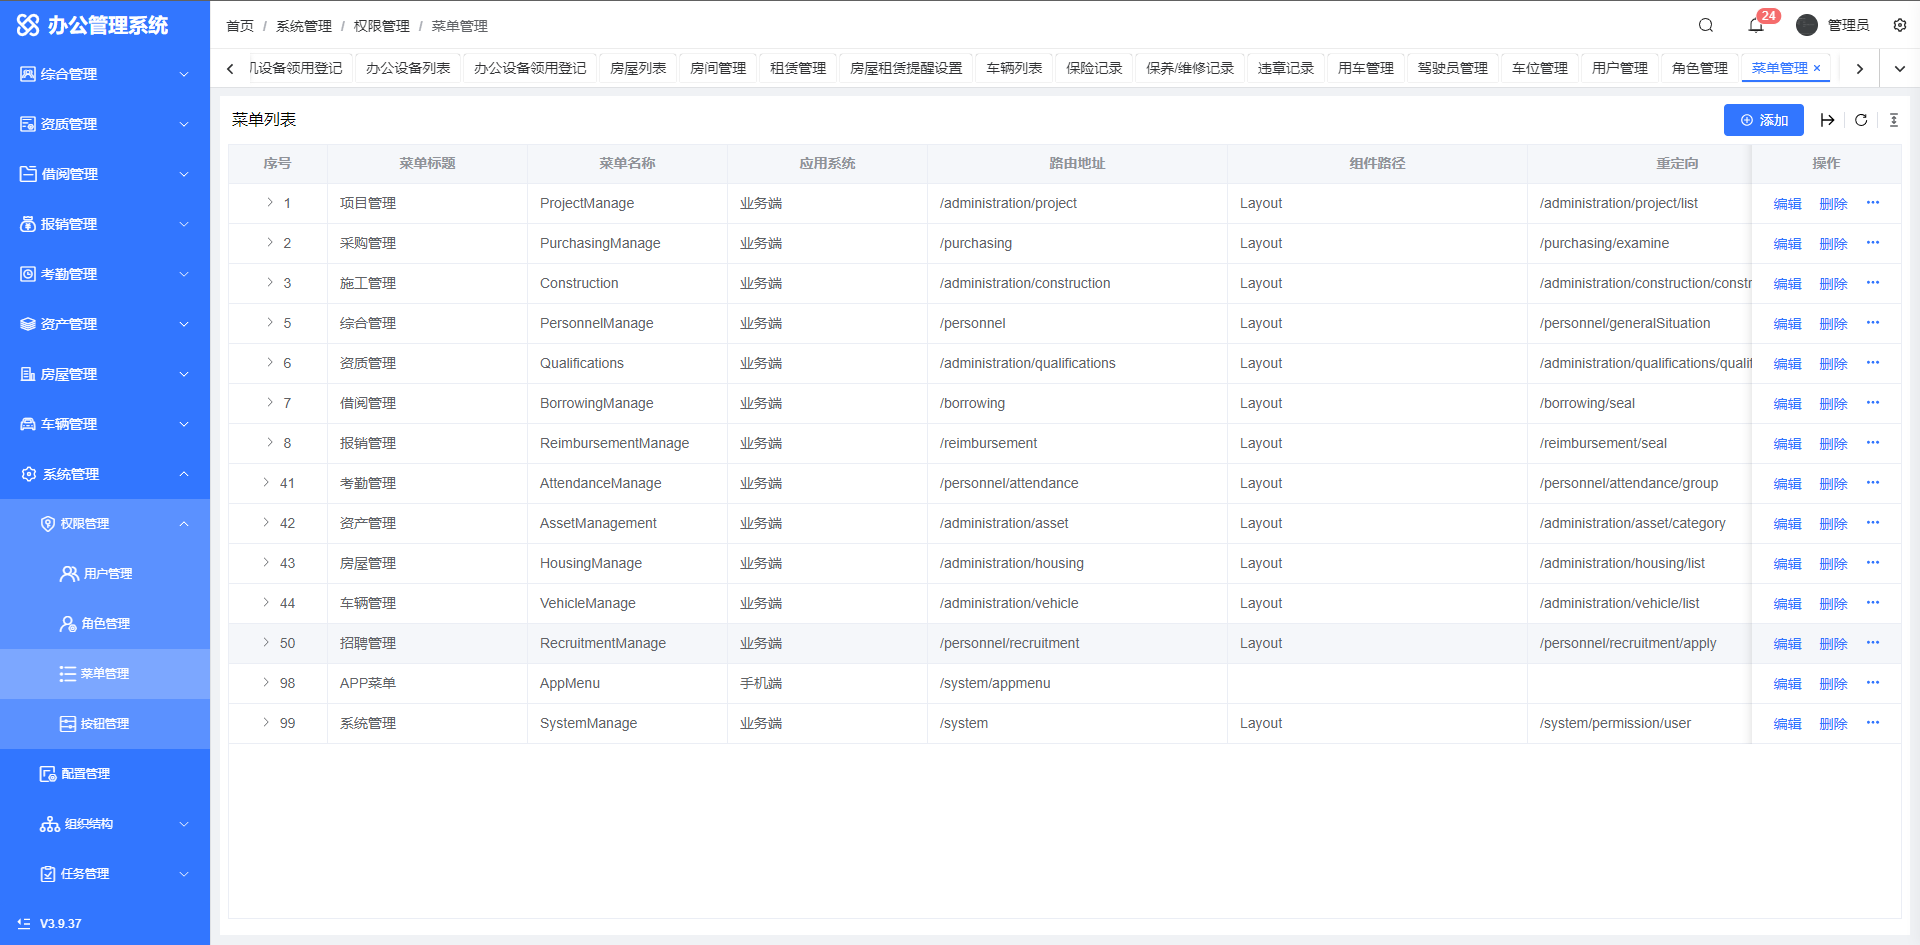 办公管理系统
综合管理
资质管理
借阅管理
报销管理
考勤管理
资产管理
房屋管理
车辆管理
系统管理
权限管理
用户管理
角色管理
菜单管理
按钮管理
配置管理
组织结构
任务管理
V3.9.37
首页 / 系统管理 / 权限管理 / 菜单管理
24
管理员
设备领用登记 办公设备列表 办公设备领用登记 房屋列表 房间管理 租赁管理 房屋租赁提醒设置 车辆列表 保险记录 保养/维修记录 违章记录 用车管理 驾驶员管理 车位管理 用户管理 角色管理 菜单管理 ×
菜单列表
添加
序号 菜单标题 菜单名称 应用系统 路由地址 组件路径 重定向 操作
1 项目管理 ProjectManage 业务端 /administration/project Layout /administration/project/list 编辑 删除 ···
2 采购管理 PurchasingManage 业务端 /purchasing Layout /purchasing/examine 编辑 删除 ···
3 施工管理 Construction 业务端 /administration/construction Layout /administration/construction/constr 编辑 删除 ···
5 综合管理 PersonnelManage 业务端 /personnel Layout /personnel/generalSituation 编辑 删除 ···
6 资质管理 Qualifications 业务端 /administration/qualifications Layout /administration/qualifications/qualif 编辑 删除 ···
7 借阅管理 BorrowingManage 业务端 /borrowing Layout /borrowing/seal 编辑 删除 ···
8 报销管理 ReimbursementManage 业务端 /reimbursement Layout /reimbursement/seal 编辑 删除 ···
41 考勤管理 AttendanceManage 业务端 /personnel/attendance Layout /personnel/attendance/group 编辑 删除 ···
42 资产管理 AssetManagement 业务端 /administration/asset Layout /administration/asset/category 编辑 删除 ···
43 房屋管理 HousingManage 业务端 /administration/housing Layout /administration/housing/list 编辑 删除 ···
44 车辆管理 VehicleManage 业务端 /administration/vehicle Layout /administration/vehicle/list 编辑 删除 ···
50 招聘管理 RecruitmentManage 业务端 /personnel/recruitment Layout /personnel/recruitment/apply 编辑 删除 ···
98 APP菜单 AppMenu 手机端 /system/appmenu 编辑 删除 ···
99 系统管理 SystemManage 业务端 /system Layout /system/permission/user 编辑 删除 ···